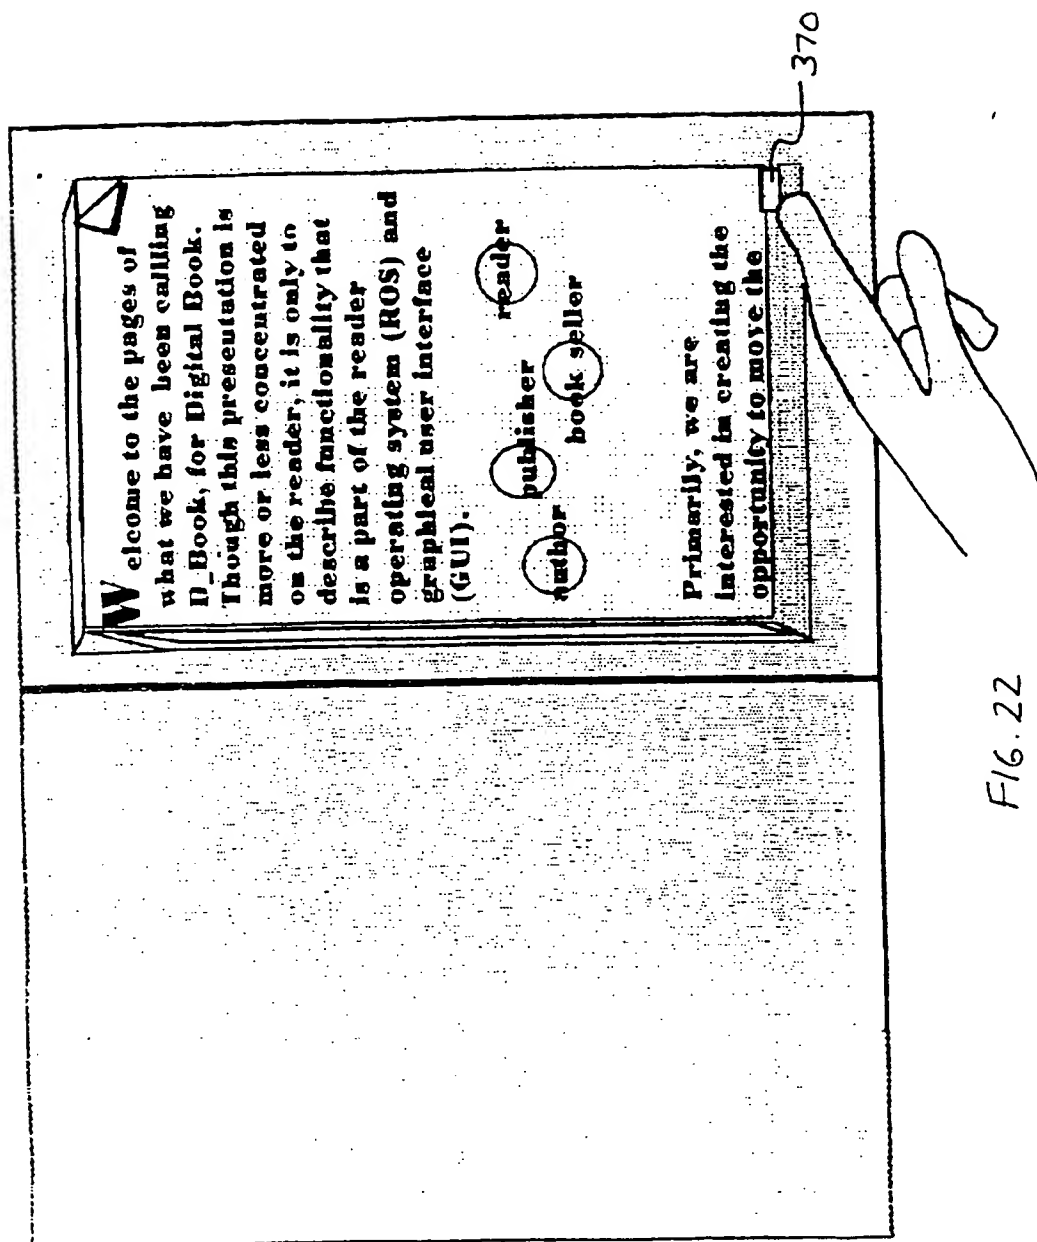 Welcome to the pages of
what we have been callling
D_Book, for Digital Book.
Though this presentation is
more or less concentrated
on the reader, it is only to
describe functionality that
is a part of the reader
operating system (ROS) and
graphical user interface
(GUI).
author publisher book seller reader
Primarily, we are
interested in creating the
opportunity to move the
370
FIG. 22